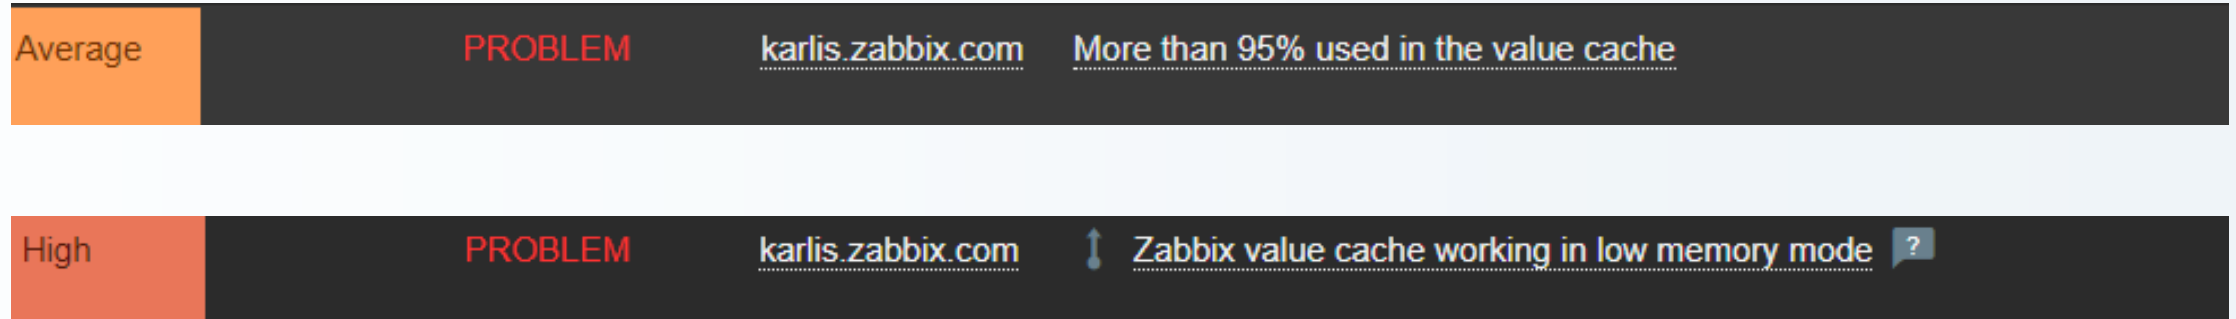 Average PROBLEM karlis.zabbix.com More than 95% used in the value cache
High PROBLEM karlis.zabbix.com Zabbix value cache working in low memory mode ?